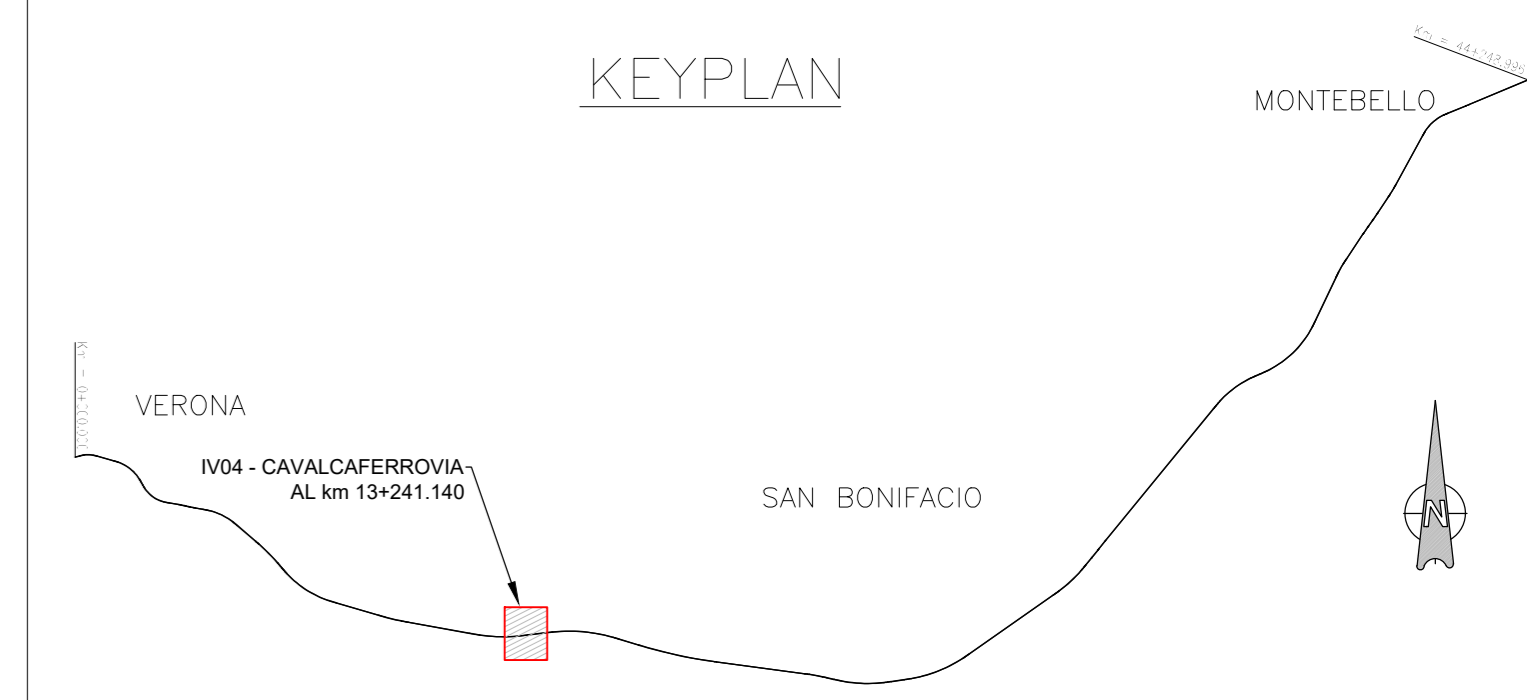 KEYPLAN
MONTEBELLO
VERONA
IV04 - CAVALCAFERROVIA
AL km 13+241.140
SAN BONIFACIO
N